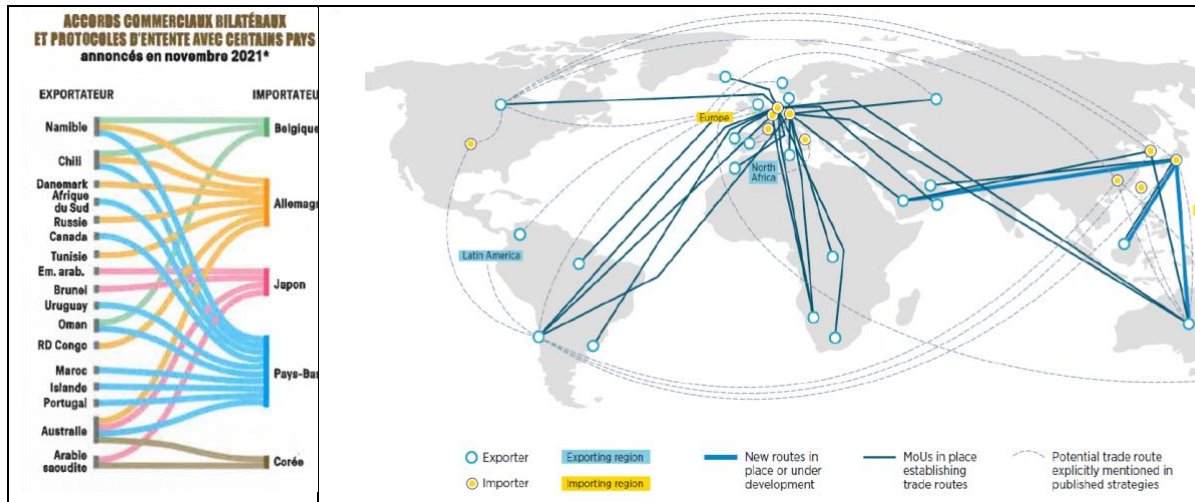 ACCORDS COMMERCIAUX BILATÉRAUX
ET PROTOCOLES D'ENTENTE AVEC CERTAINS PAYS
annoncés en novembre 2021*
EXPORTATEUR
IMPORTATEU
Namibie
Belgique
Chili
Danemark
Afrique
du Sud
Allemagn
Russie
Canada
Tunisie
Em. arab.
Japon
Brunei
Uruguay
Oman
RD Congo
Pays-Ba
Maroc
Islande
Portugal
Australie
Arabie
saoudite
Corée
Europe
North
Africa
Latin America
Exporter
Importer
Exporting region
Importing region
New routes in
place or under
development
MoUs in place
establishing
trade routes
Potential trade route
explicitly mentioned in
published strategies